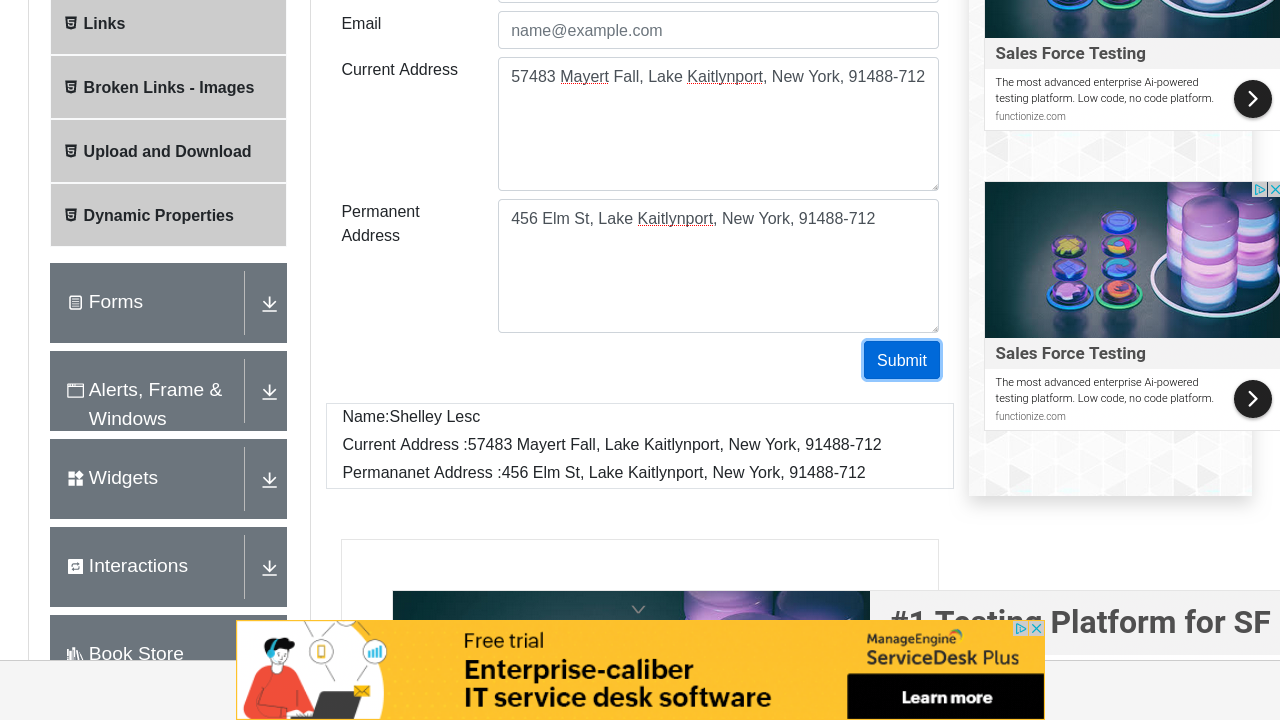 Links
Broken Links - Images
Upload and Download
Dynamic Properties
Forms
Alerts, Frame &
Windows
Widgets
Interactions
Book Store
Email
name@example.com
Current Address
57483 Mayert Fall, Lake Kaitlynport, New York, 91488-712
Permanent
Address
456 Elm St, Lake Kaitlynport, New York, 91488-712
Submit
Name:Shelley Lesc
Current Address :57483 Mayert Fall, Lake Kaitlynport, New York, 91488-712
Permananet Address :456 Elm St, Lake Kaitlynport, New York, 91488-712
Sales Force Testing
The most advanced enterprise Ai-powered
testing platform. Low code, no code platform.
functionize.com
Sales Force Testing
The most advanced enterprise Ai-powered
testing platform. Low code, no code platform.
functionize.com
#1 Testing Platform for SF
Free trial
Enterprise-caliber
IT service desk software
ManageEngine
ServiceDesk Plus
Learn more